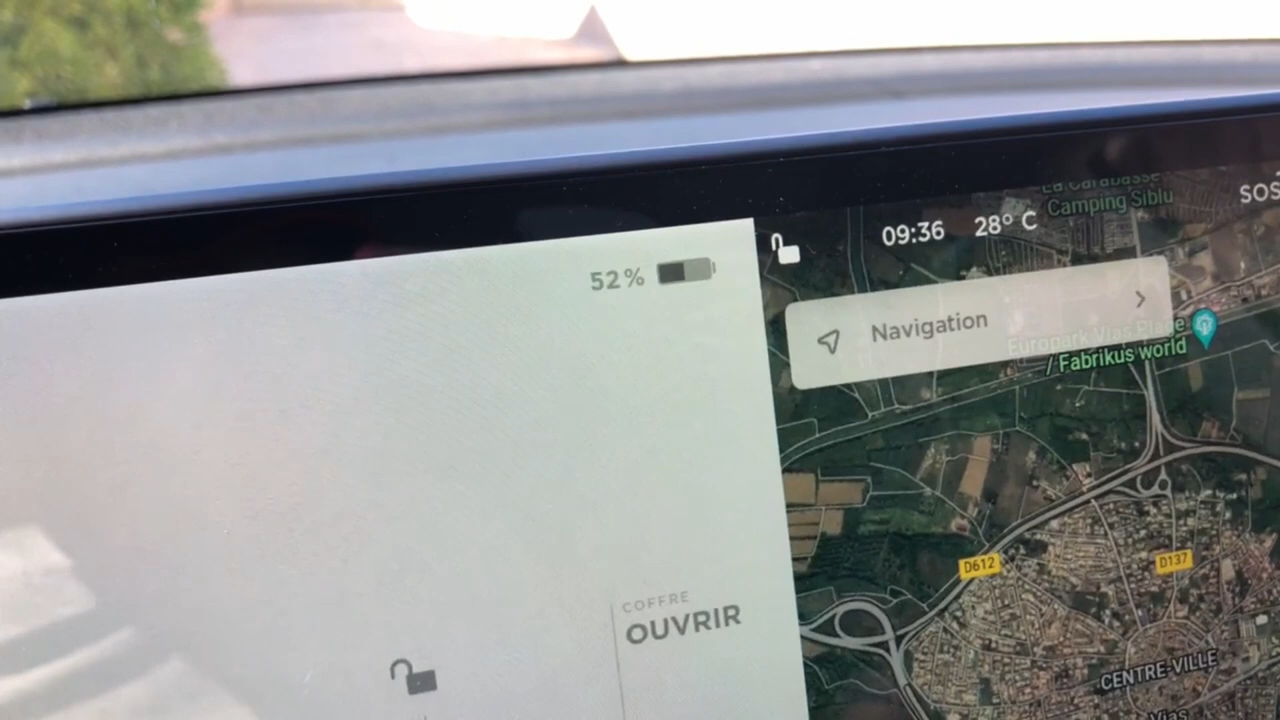 La Carabasse
Camping Siblu
SOS
09:36 28° C
52%
Navigation
Europark Vias Plage
/ Fabrikus world
D612
D137
COFFRE
OUVRIR
CENTRE-VILLE
Vias